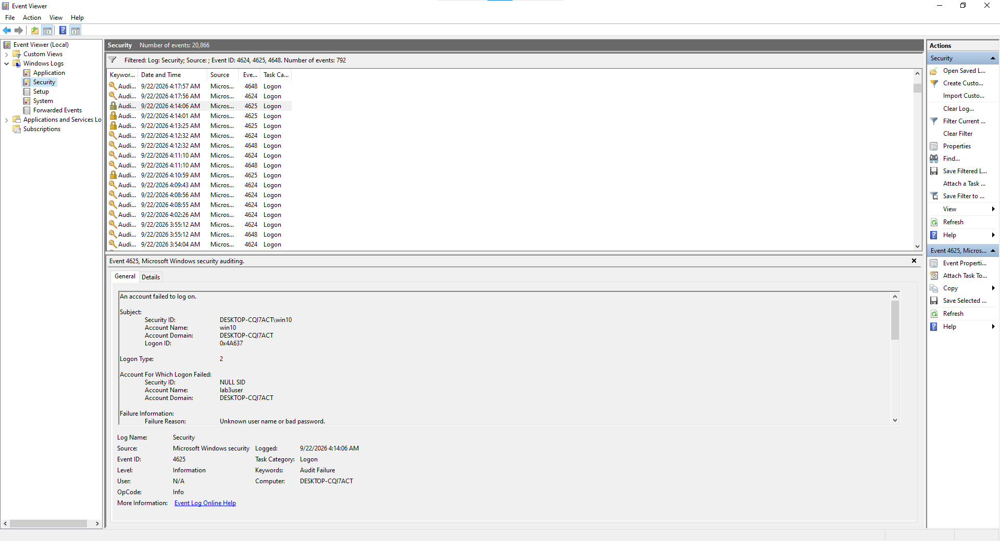 Event Viewer
File Action View Help
Event Viewer (Local)
Custom Views
Windows Logs
Application
Security
Setup
System
Forwarded Events
Applications and Services Lo
Subscriptions
Security Number of events: 20,866
Filtered: Log: Security; Source: ; Event ID: 4624, 4625, 4648. Number of events: 792
Keywor... Date and Time Source Eve... Task Ca...
Audi... 9/22/2026 4:17:57 AM Micros... 4648 Logon
Audi... 9/22/2026 4:17:56 AM Micros... 4624 Logon
Audi... 9/22/2026 4:14:06 AM Micros... 4625 Logon
Audi... 9/22/2026 4:14:01 AM Micros... 4625 Logon
Audi... 9/22/2026 4:13:25 AM Micros... 4625 Logon
Audi... 9/22/2026 4:12:32 AM Micros... 4624 Logon
Audi... 9/22/2026 4:12:32 AM Micros... 4648 Logon
Audi... 9/22/2026 4:11:10 AM Micros... 4624 Logon
Audi... 9/22/2026 4:11:10 AM Micros... 4648 Logon
Audi... 9/22/2026 4:10:59 AM Micros... 4625 Logon
Audi... 9/22/2026 4:09:43 AM Micros... 4624 Logon
Audi... 9/22/2026 4:08:56 AM Micros... 4624 Logon
Audi... 9/22/2026 4:08:55 AM Micros... 4624 Logon
Audi... 9/22/2026 4:02:26 AM Micros... 4624 Logon
Audi... 9/22/2026 3:55:12 AM Micros... 4624 Logon
Audi... 9/22/2026 3:55:12 AM Micros... 4648 Logon
Audi... 9/22/2026 3:54:04 AM Micros... 4624 Logon
Event 4625, Microsoft Windows security auditing.
General Details
An account failed to log on.
Subject:
Security ID: DESKTOP-CQI7ACT\win10
Account Name: win10
Account Domain: DESKTOP-CQI7ACT
Logon ID: 0x4A637
Logon Type: 2
Account For Which Logon Failed:
Security ID: NULL SID
Account Name: lab3user
Account Domain: DESKTOP-CQI7ACT
Failure Information:
Failure Reason: Unknown user name or bad password.
Log Name: Security
Source: Microsoft Windows security Logged: 9/22/2026 4:14:06 AM
Event ID: 4625 Task Category: Logon
Level: Information Keywords: Audit Failure
User: N/A Computer: DESKTOP-CQI7ACT
OpCode: Info
More Information: Event Log Online Help
Actions
Security
Open Saved L...
Create Custo...
Import Custo...
Clear Log...
Filter Current ...
Clear Filter
Properties
Find...
Save Filtered L...
Attach a Task ...
Save Filter to ...
View
Refresh
Help
Event 4625, Micros...
Event Properti...
Attach Task To...
Copy
Save Selected ...
Refresh
Help